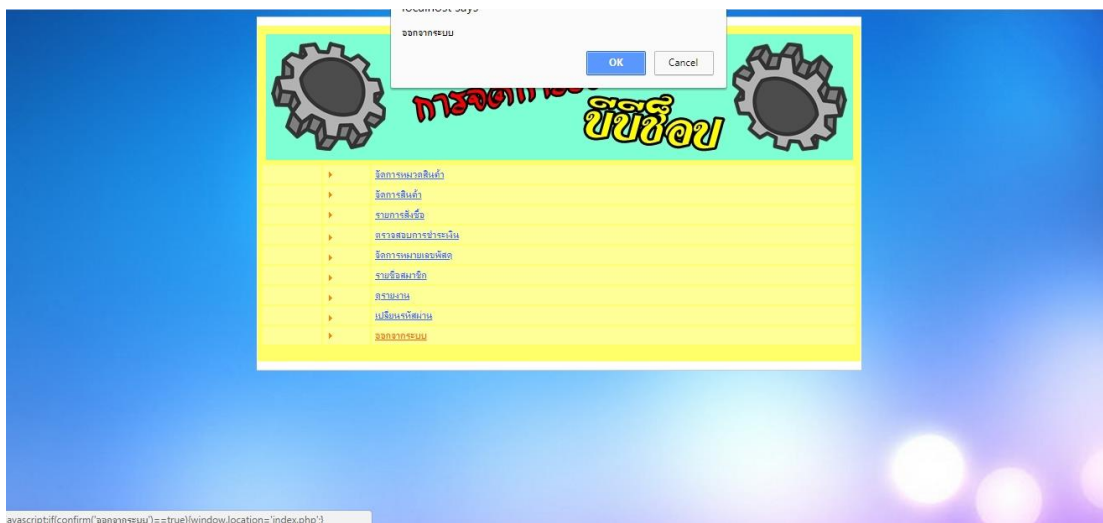 localhost says
ออกจากระบบ
OK
Cancel
บีบีช็อป
จัดการหมวดสินค้า
จัดการสินค้า
รายการสั่งซื้อ
ตรวจสอบการชำระเงิน
จัดการหมายเลขพัสดุ
รายชื่อสมาชิก
ดูรายงาน
เปลี่ยนรหัสผ่าน
ออกจากระบบ
avascript:if(confirm('ออกจากระบบ')==true){window.location='index.php';}